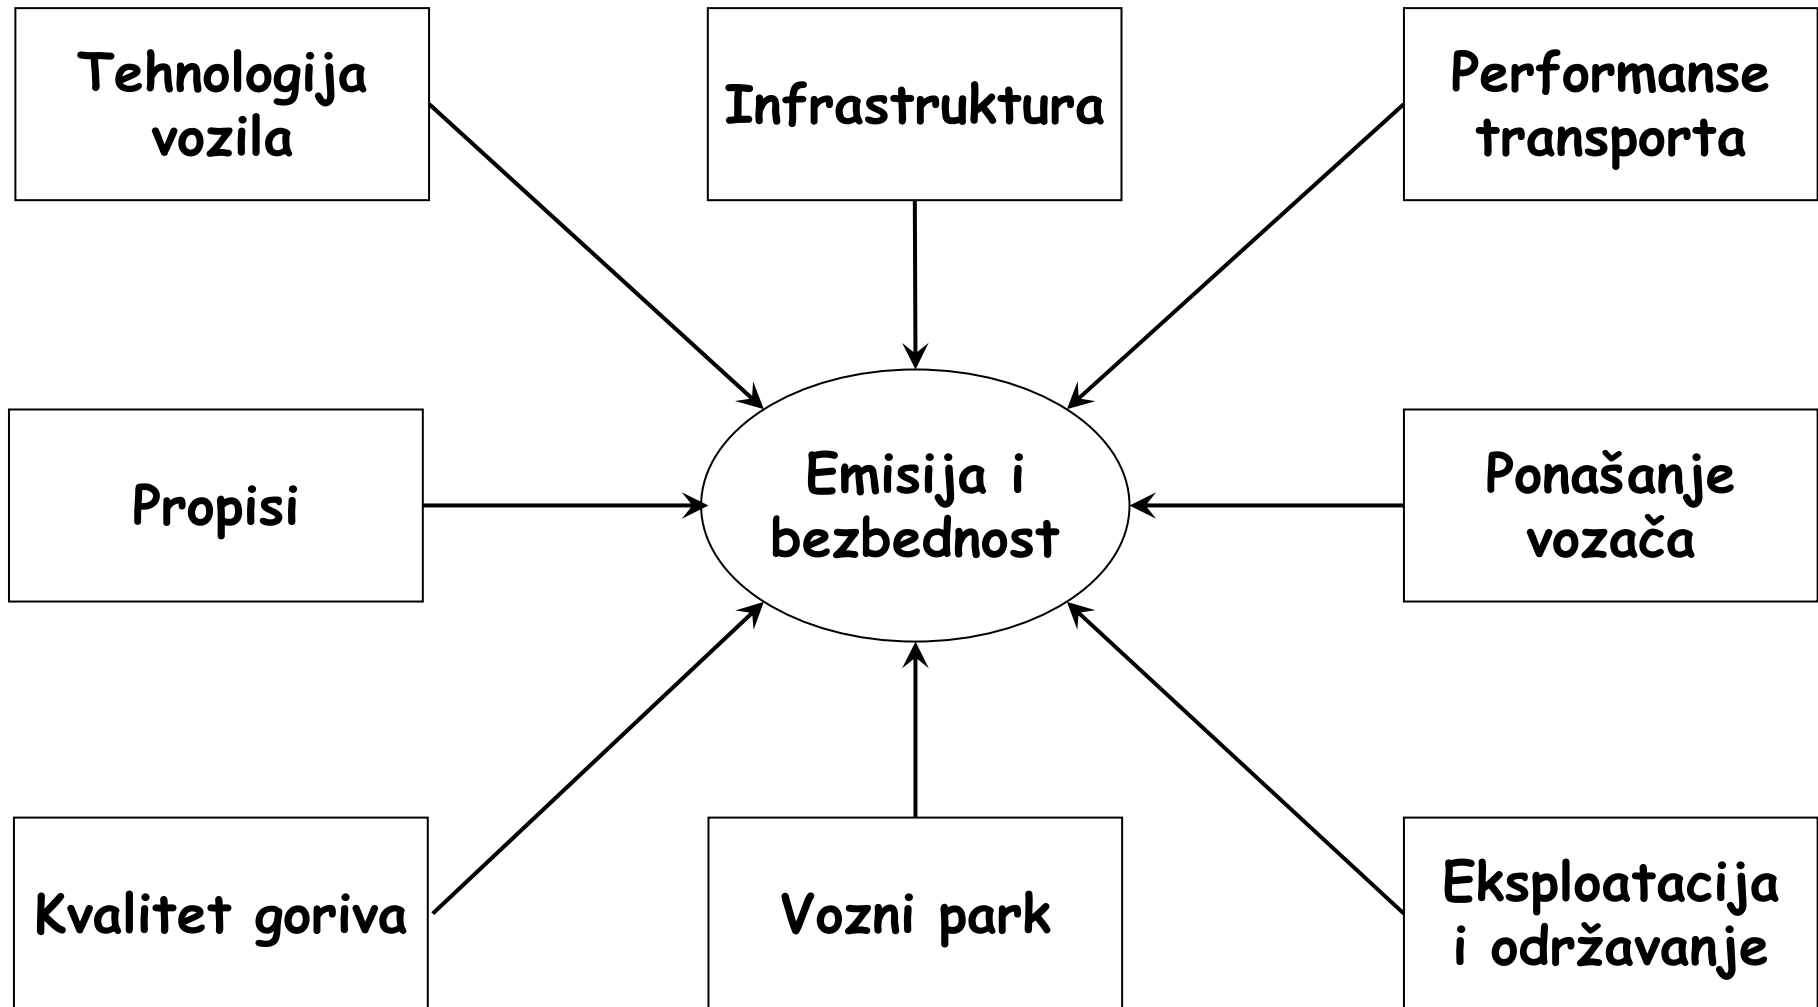 Tehnologija
vozila
Infrastruktura
Performanse
transporta
Propisi
Emisija i
bezbednost
Ponašanje
vozača
Kvalitet goriva
Vozni park
Eksploatacija
i održavanje